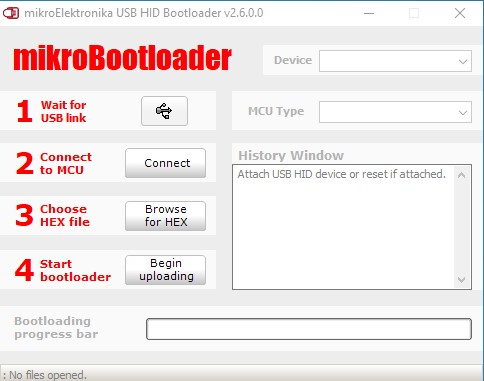 mikroElektronika USB HID Bootloader v2.6.0.0
mikroBootloader
Device
1 Wait for
USB link
MCU Type
2 Connect
to MCU
Connect
History Window
Attach USB HID device or reset if attached.
3 Choose
HEX file
Browse
for HEX
4 Start
bootloader
Begin
uploading
Bootloading
progress bar
: No files opened.